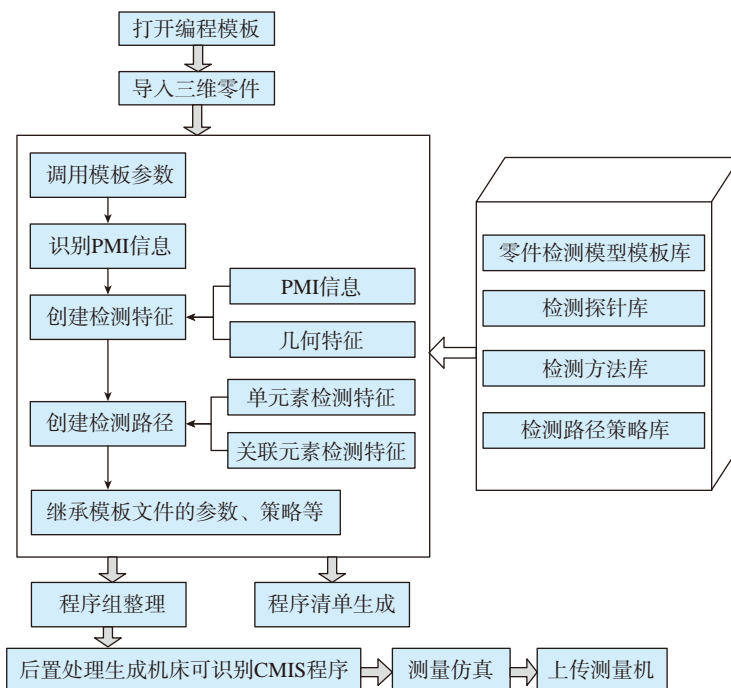 打开编程模板
导入三维零件
调用模板参数
识别PMI信息
创建检测特征
PMI信息
几何特征
创建检测路径
单元素检测特征
关联元素检测特征
继承模板文件的参数、策略等
零件检测模型模板库
检测探针库
检测方法库
检测路径策略库
程序组整理
程序清单生成
后置处理生成机床可识别CMIS程序
测量仿真
上传测量机